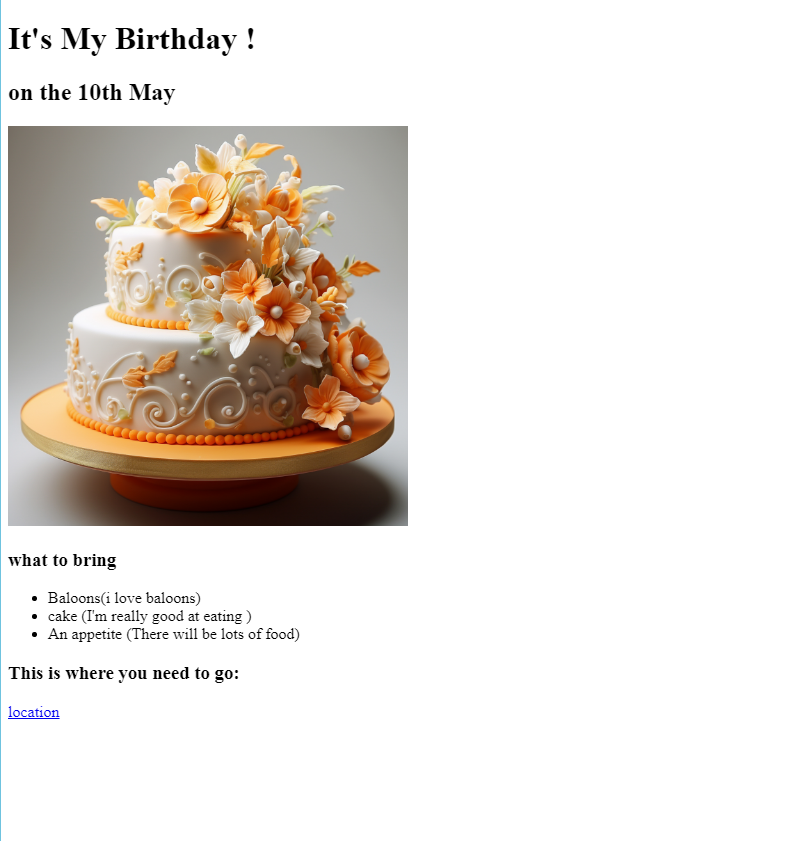 It's My Birthday !
on the 10th May
what to bring
Baloons(i love baloons)
cake (I'm really good at eating )
An appetite (There will be lots of food)
This is where you need to go:
location